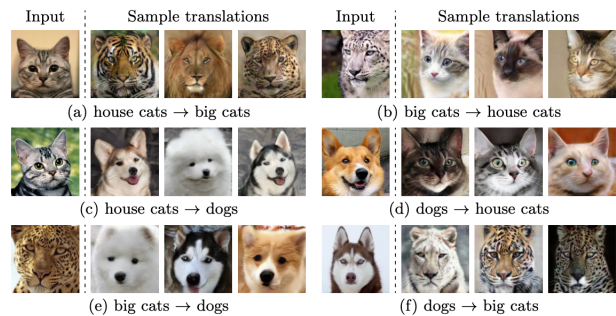 Input Sample translations Input Sample translations
(a) house cats → big cats (b) big cats → house cats
(c) house cats → dogs (d) dogs → house cats
(e) big cats → dogs (f) dogs → big cats